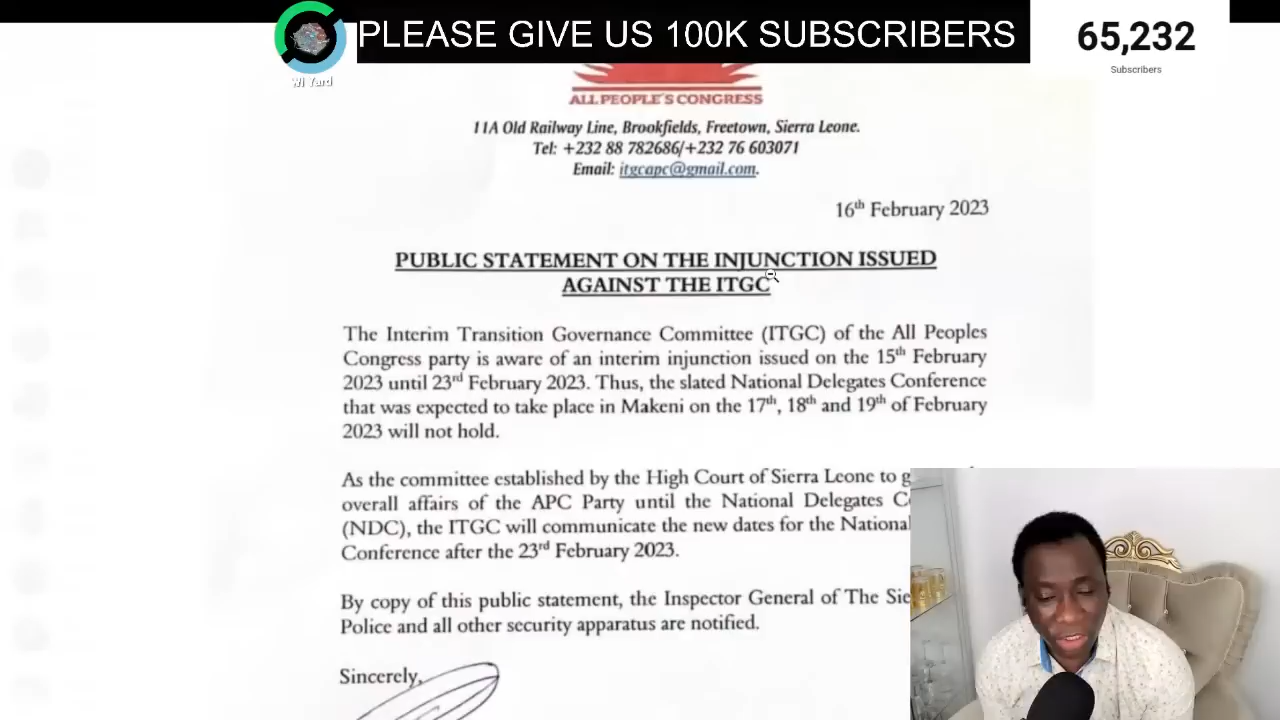 PLEASE GIVE US 100K SUBSCRIBERS
65,232
Subscribers
Wi Yard
ALL PEOPLE'S CONGRESS
11A Old Railway Line, Brookfields, Freetown, Sierra Leone.
Tel: +232 88 782686/+232 76 603071
Email: itgcapc@gmail.com.
16th February 2023
PUBLIC STATEMENT ON THE INJUNCTION ISSUED
AGAINST THE ITGC
The Interim Transition Governance Committee (ITGC) of the All Peoples
Congress party is aware of an interim injunction issued on the 15th February
2023 until 23rd February 2023. Thus, the slated National Delegates Conference
that was expected to take place in Makeni on the 17th, 18th and 19th of February
2023 will not hold.
As the committee established by the High Court of Sierra Leone to
overall affairs of the APC Party until the National Delegates
(NDC), the ITGC will communicate the new dates for the National
Conference after the 23rd February 2023.
By copy of this public statement, the Inspector General of The
Police and all other security apparatus are notified.
Sincerely,